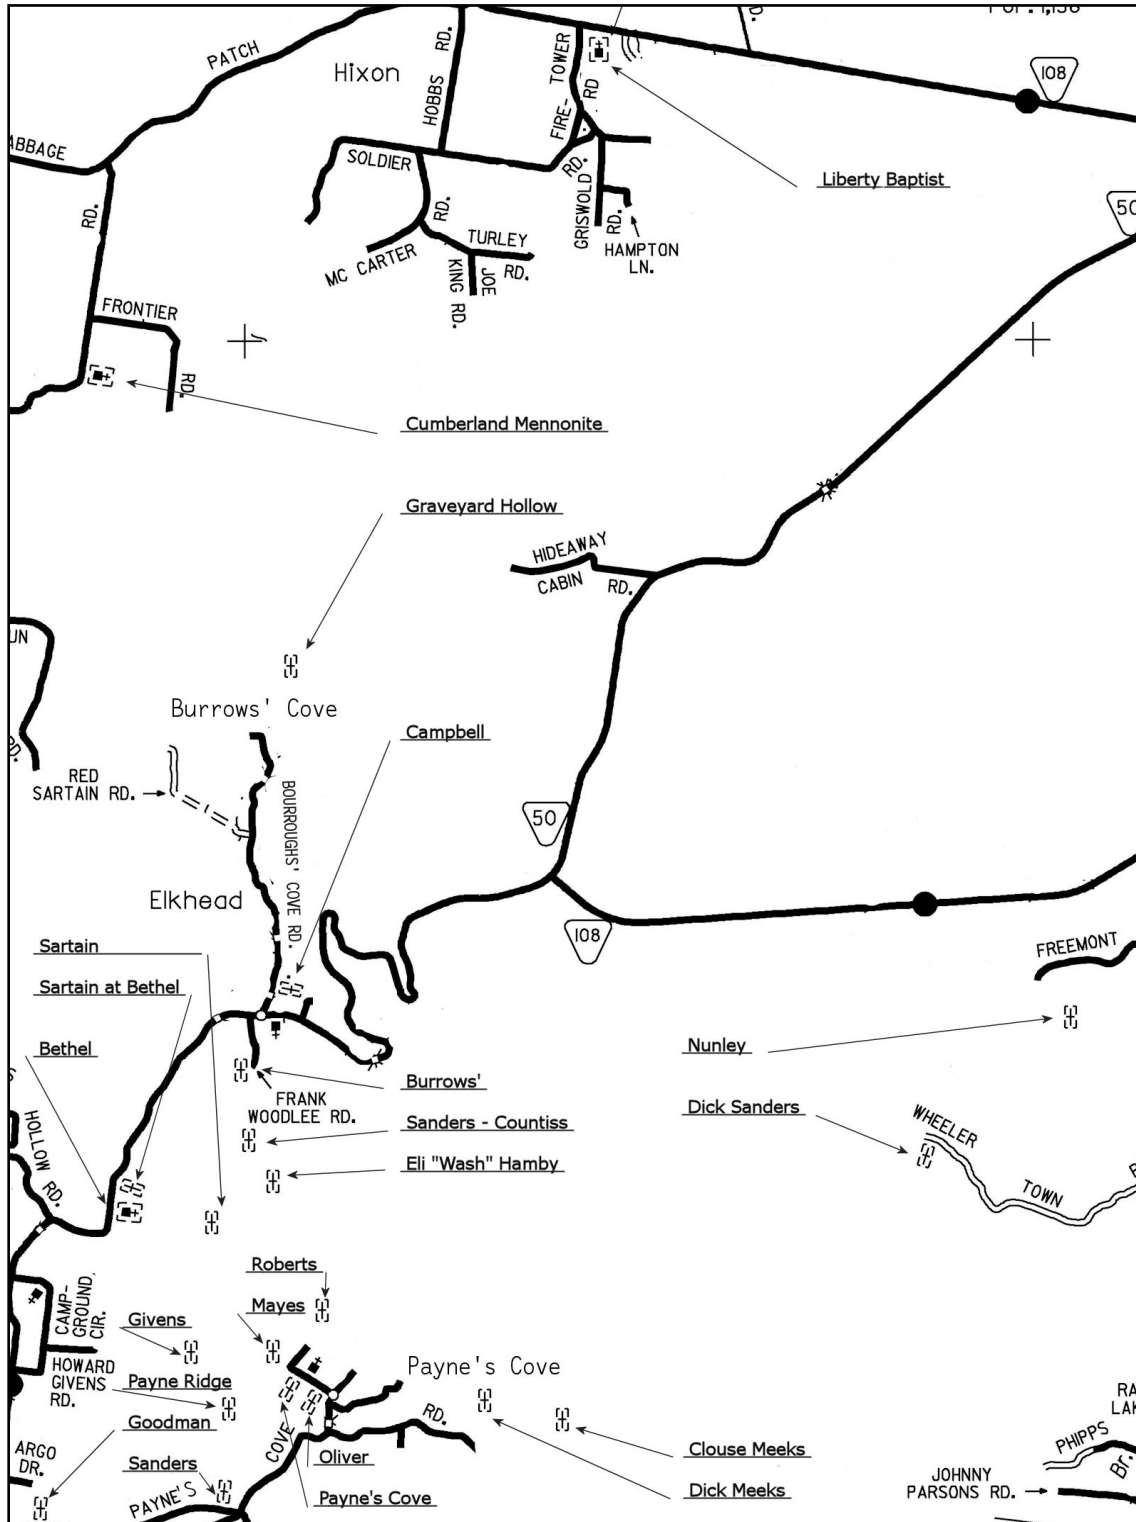 PATCH
Hixon
HOBBS
RD.
TOWER
FIRE-
RD
RD.
108
ABBAGE
RD.
SOLDIER
RD.
Liberty Baptist
50
GRISWOLD
RD.
HAMPTON
LN.
MC CARTER
TURLEY
RD.
JOE
KING RD.
FRONTIER
RD.
Cumberland Mennonite
Graveyard Hollow
HIDEAWAY
CABIN
RD.
Burrows' Cove
Campbell
RED
SARTAIN RD.
BOURROUGHS' COVE RD.
50
Elkhead
108
FREEMONT
Sartain
Sartain at Bethel
Bethel
Nunley
Burrows'
FRANK
WOODLEE RD.
Dick Sanders
Sanders - Countiss
WHEELER
TOWN
HOLLOW
RD.
Eli "Wash" Hamby
Roberts
Mayes
CAMP-
GROUND
CIR.
Givens
HOWARD
GIVENS
RD.
Payne's Cove
Payne Ridge
Goodman
ARGO
DR.
Sanders
PAYNE'S
COVE
RD.
Oliver
Payne's Cove
Clouse Meeks
Dick Meeks
PHIPPS
Br.
JOHNNY
PARSONS RD.